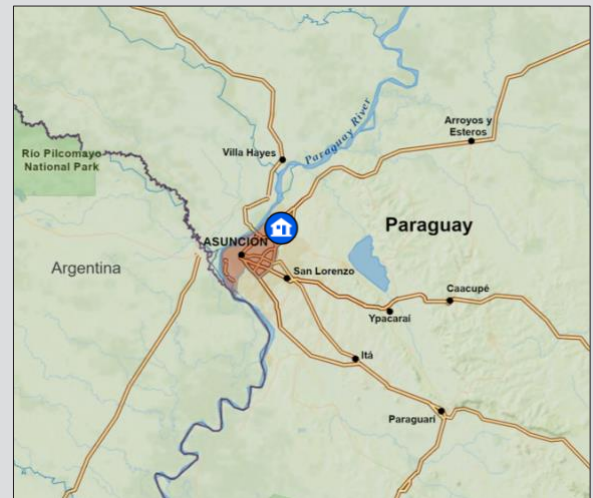 Arroyos y
Esteros
Paraguay River
Villa Hayes
Río Pilcomayo
National Park
Paraguay
ASUNCIÓN
Argentina
San Lorenzo
Caacupé
Ypacaraí
Itá
Paraguarí